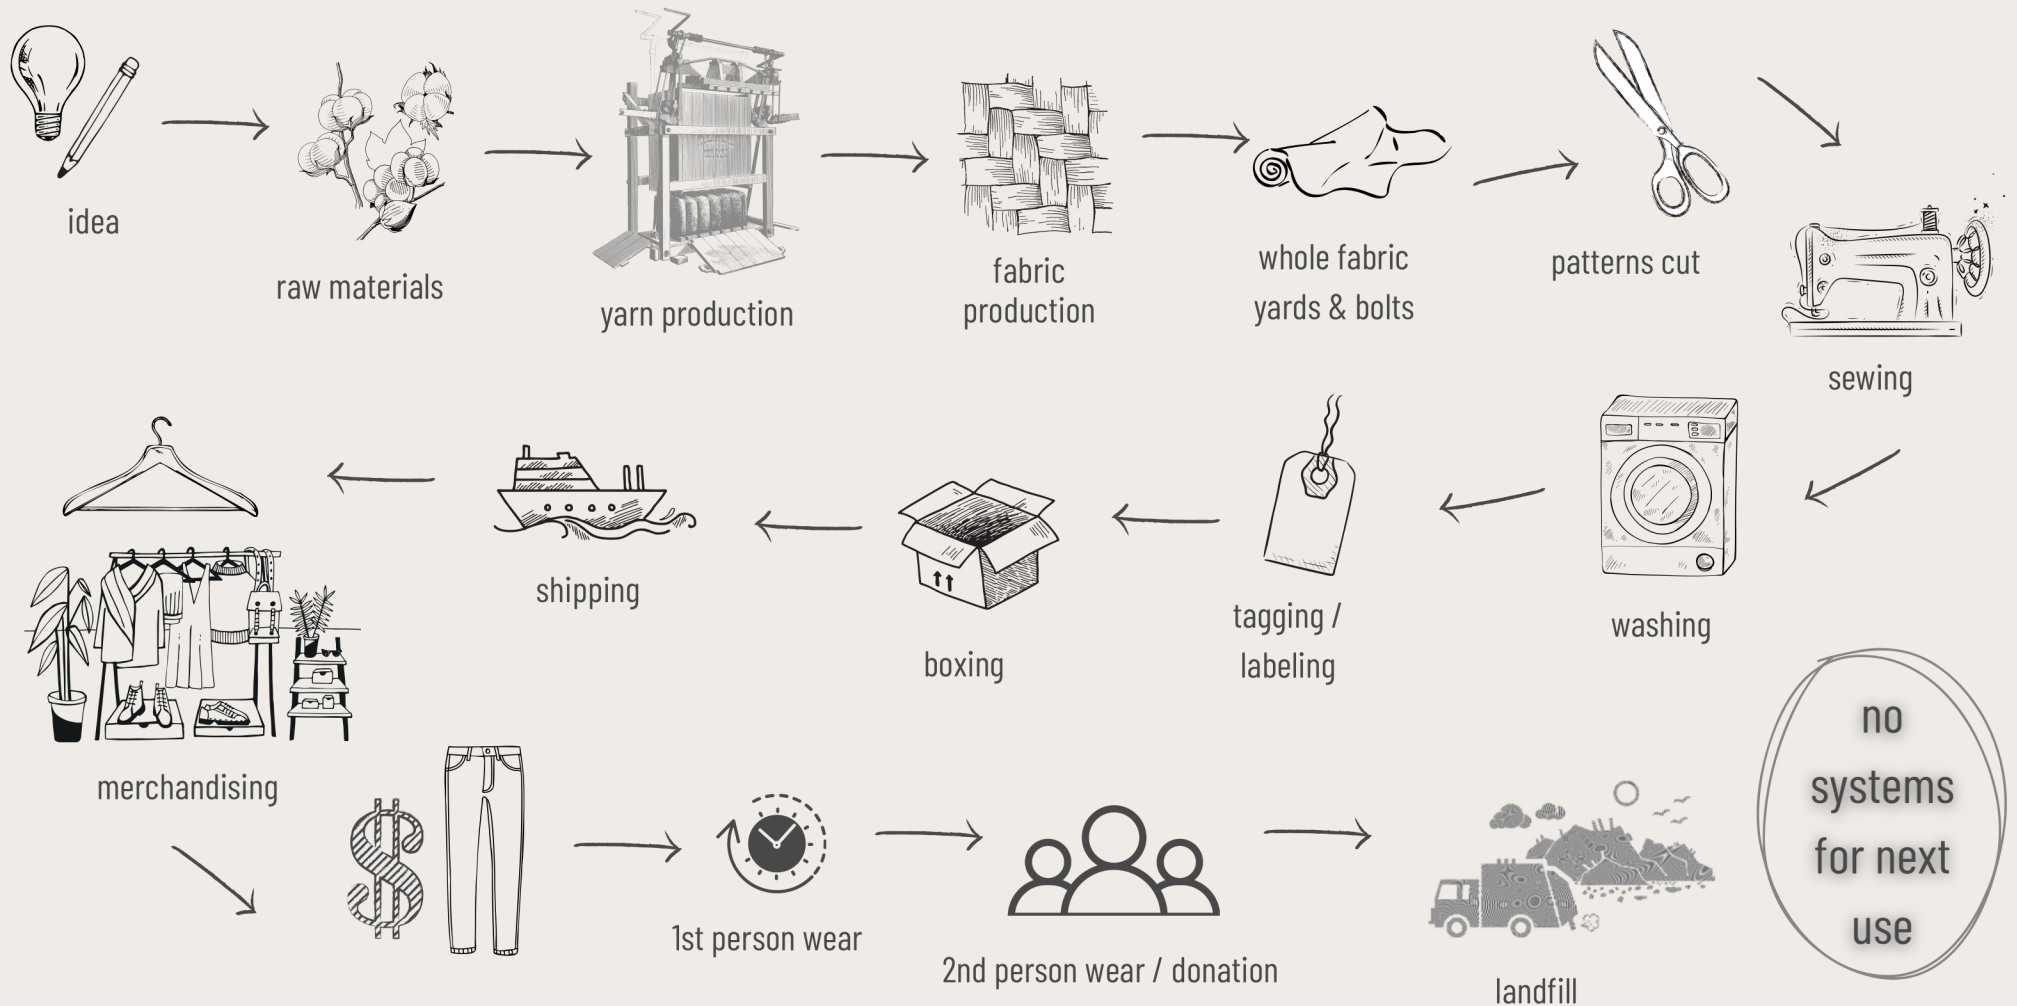 idea
raw materials
yarn production
fabric
production
whole fabric
yards & bolts
patterns cut
sewing
washing
tagging /
labeling
boxing
shipping
merchandising
$
1st person wear
2nd person wear / donation
landfill
no
systems
for next
use